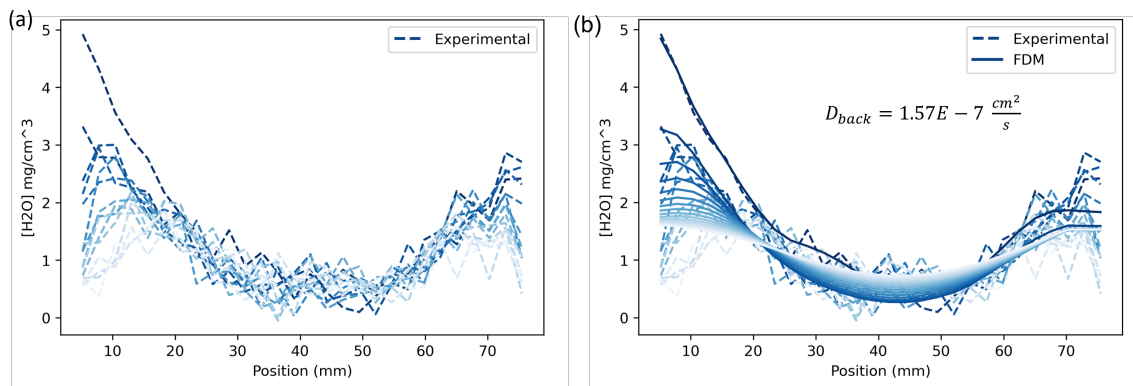 (a)
Experimental
[H2O] mg/cm^3
5
4
3
2
1
0
10 20 30 40 50 60 70
Position (mm)
(b)
Experimental
FDM
D_back = 1.57E − 7 cm²/s
[H2O] mg/cm^3
5
4
3
2
1
0
10 20 30 40 50 60 70
Position (mm)